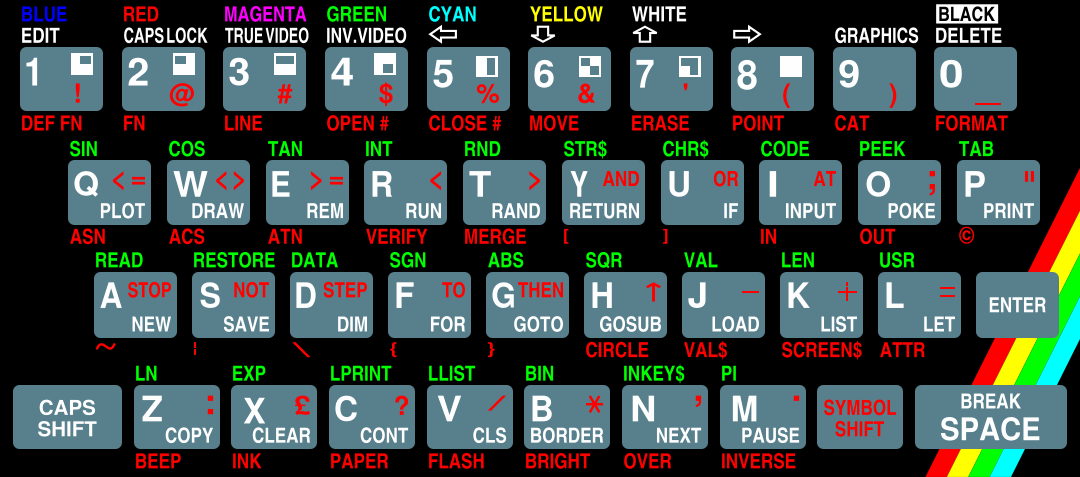 BLUE RED MAGENTA GREEN CYAN YELLOW WHITE BLACK
EDIT CAPS LOCK TRUE VIDEO INV.VIDEO GRAPHICS DELETE
1 2 3 4 5 6 7 8 9 0
! @ # $ % & ' ( ) _
DEF FN FN LINE OPEN # CLOSE # MOVE ERASE POINT CAT FORMAT
SIN COS TAN INT RND STR$ CHR$ CODE PEEK TAB
Q <= W <> E >= R < T > Y AND U OR I AT O ; P "
PLOT DRAW REM RUN RAND RETURN IF INPUT POKE PRINT
ASN ACS ATN VERIFY MERGE [ ] IN OUT ©
READ RESTORE DATA SGN ABS SQR VAL LEN USR
A STOP S NOT D STEP F TO G THEN H ↑ J − K + L = ENTER
NEW SAVE DIM FOR GOTO GOSUB LOAD LIST LET
~ ¦ \ { } CIRCLE VAL$ SCREEN$ ATTR
LN EXP LPRINT LLIST BIN INKEY$ PI
CAPS SHIFT Z : X £ C ? V / B * N , M . SYMBOL SHIFT BREAK SPACE
COPY CLEAR CONT CLS BORDER NEXT PAUSE
BEEP INK PAPER FLASH BRIGHT OVER INVERSE